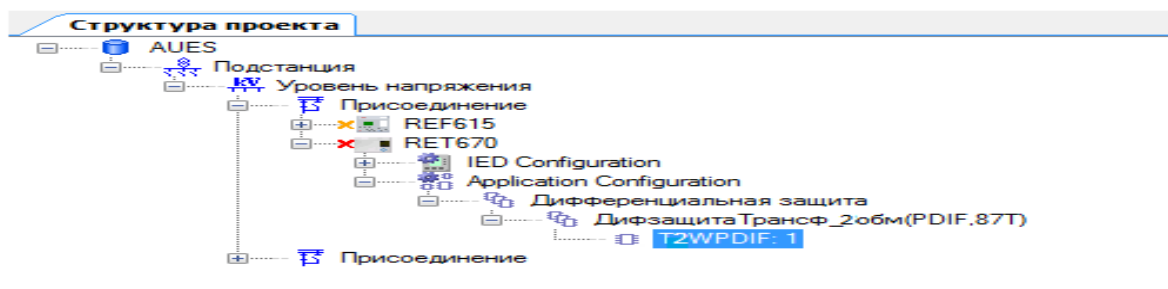 Структура проекта
AUES
Подстанция
kV Уровень напряжения
Присоединение
REF615
RET670
IED Configuration
Application Configuration
Дифференциальная защита
ДифзащитаТрансф_2обм(PDIF,87T)
T2WPDIF: 1
Присоединение